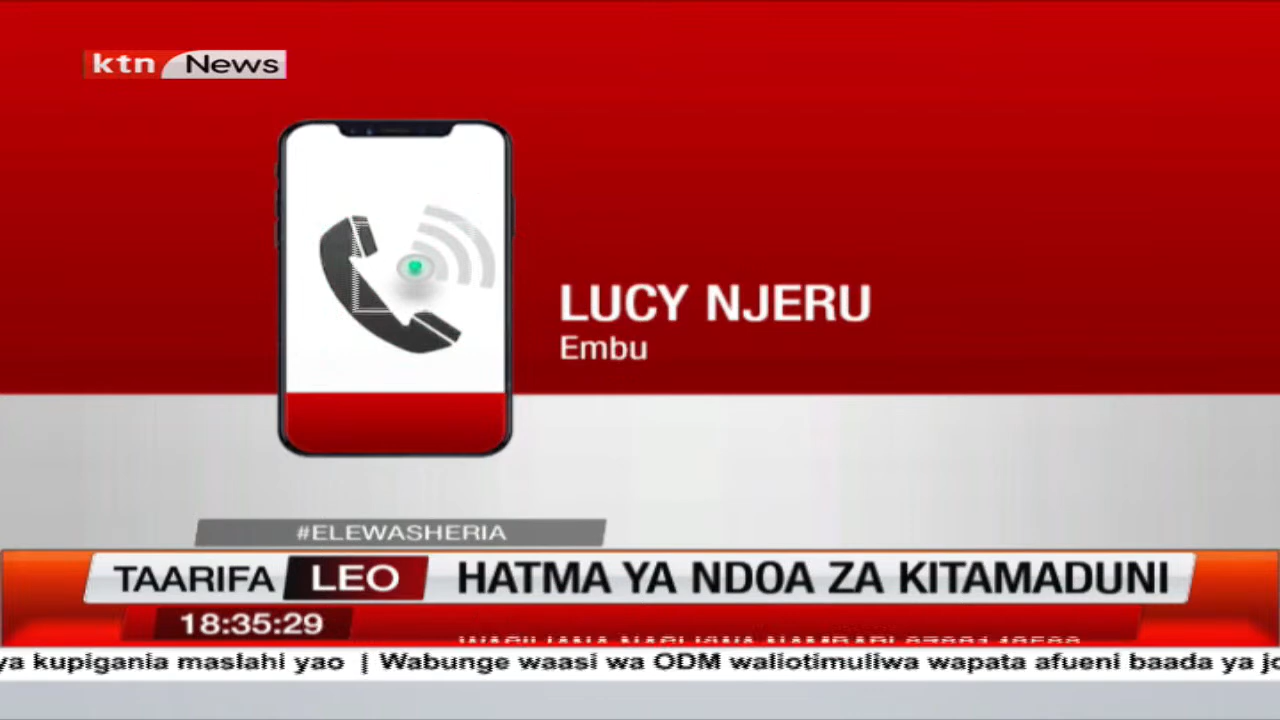 ktn News
LUCY NJERU
Embu
#ELEWASHERIA
TAARIFA LEO HATMA YA NDOA ZA KITAMADUNI
18:35:29
ya kupigania maslahi yao | Wabunge waasi wa ODM waliotimuliwa wapata afueni baada ya